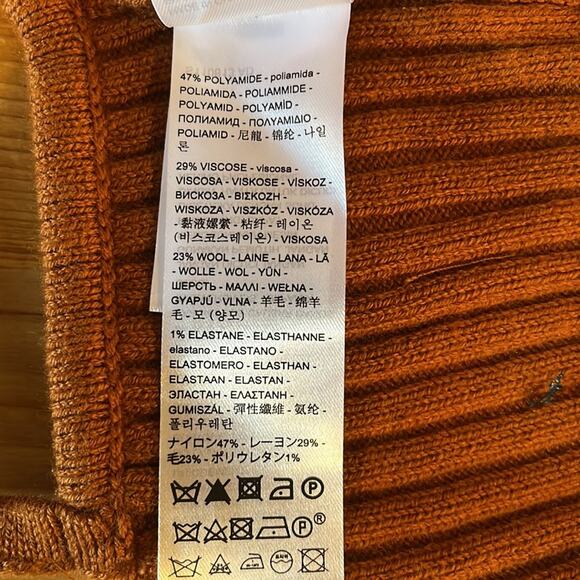 47% POLYAMIDE - poliamida -
POLIAMIDA - POLIAMMIDE -
POLYAMID - POLYAMİD -
ПОЛИАМИД - ΠΟΛΥΑΜΙΔΙΟ -
POLIAMID - 尼龍 - 锦纶 - 나일
론
29% VISCOSE - viscosa -
VISCOSA - VISKOSE - VİSKOZ -
ВИСКОЗА - ΒΙΣΚΟΖΗ -
WISKOZA - VISZKÓZ - VISKÓZA
- 黏液嫘縈 - 粘纤 - 레이온
(비스코스레이온) - VISKOSA
23% WOOL - LAINE - LANA - LÃ
- WOLLE - WOL - YÜN -
ШЕРСТЬ - ΜΑΛΛΙ - WEŁNA -
GYAPJÚ - VLNA - 羊毛 - 绵羊
毛 - 모 (양모)
1% ELASTANE - ELASTHANNE -
elastano - ELASTANO -
ELASTOMERO - ELASTHAN -
ELASTAAN - ELASTAN -
ЭЛАСТАН - ΕΛΑΣΤΑΝΗ -
GUMISZÁL - 彈性纖維 - 氨纶 -
폴리우레탄
ナイロン47% - レーヨン29% -
毛23% - ポリウレタン1%
P
P®